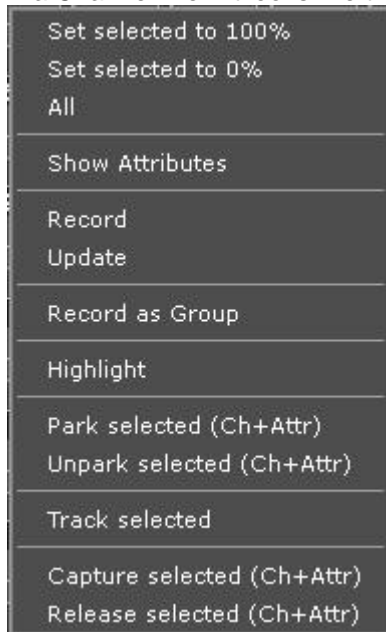 Set selected to 100%
Set selected to 0%
All
Show Attributes
Record
Update
Record as Group
Highlight
Park selected (Ch+Attr)
Unpark selected (Ch+Attr)
Track selected
Capture selected (Ch+Attr)
Release selected (Ch+Attr)